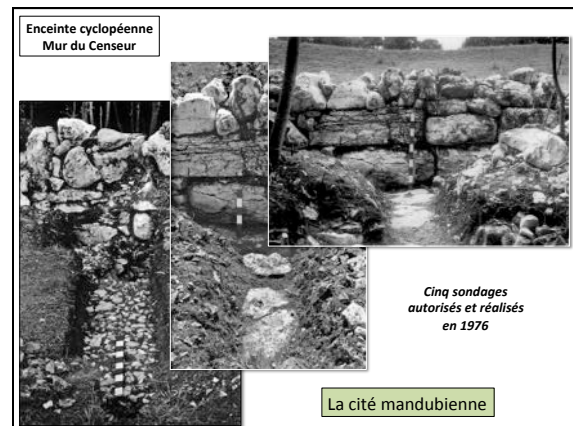 Enceinte cyclopéenne
Mur du Censeur
Cinq sondages
autorisés et réalisés
en 1976
La cité mandubienne